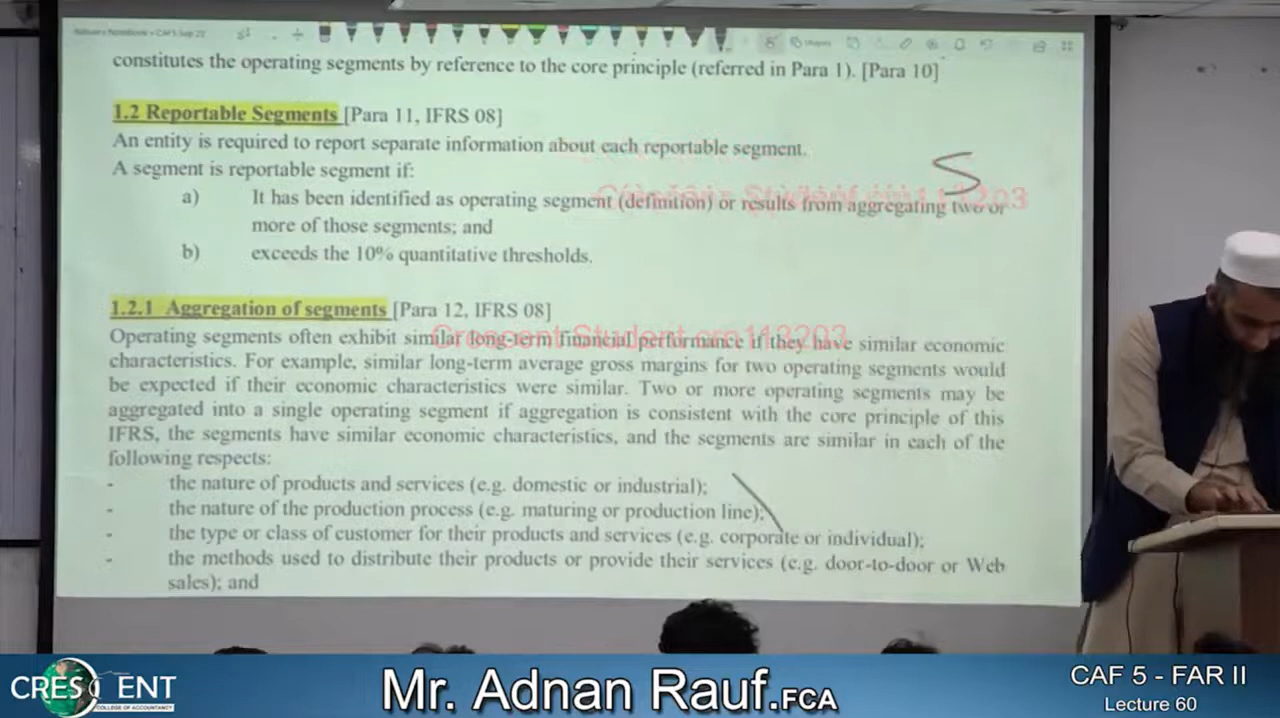 constitutes the operating segments by reference to the core principle (referred in Para 1). [Para 10]
1.2 Reportable Segments [Para 11, IFRS 08]
An entity is required to report separate information about each reportable segment.
A segment is reportable segment if:
S
a) It has been identified as operating segment (definition) or results from aggregating two or
more of those segments; and
b) exceeds the 10% quantitative thresholds.
1.2.1 Aggregation of segments [Para 12, IFRS 08]
Crescent Student crn113203
Operating segments often exhibit similar long-term financial performance if they have similar economic
characteristics. For example, similar long-term average gross margins for two operating segments would
be expected if their economic characteristics were similar. Two or more operating segments may be
aggregated into a single operating segment if aggregation is consistent with the core principle of this
IFRS, the segments have similar economic characteristics, and the segments are similar in each of the
following respects:
- the nature of products and services (e.g. domestic or industrial);
- the nature of the production process (e.g. maturing or production line);
- the type or class of customer for their products and services (e.g. corporate or individual);
- the methods used to distribute their products or provide their services (e.g. door-to-door or Web
sales); and
CRESCENT
COLLEGE OF ACCOUNTANCY
Mr. Adnan Rauf.FCA
CAF 5 - FAR II
Lecture 60